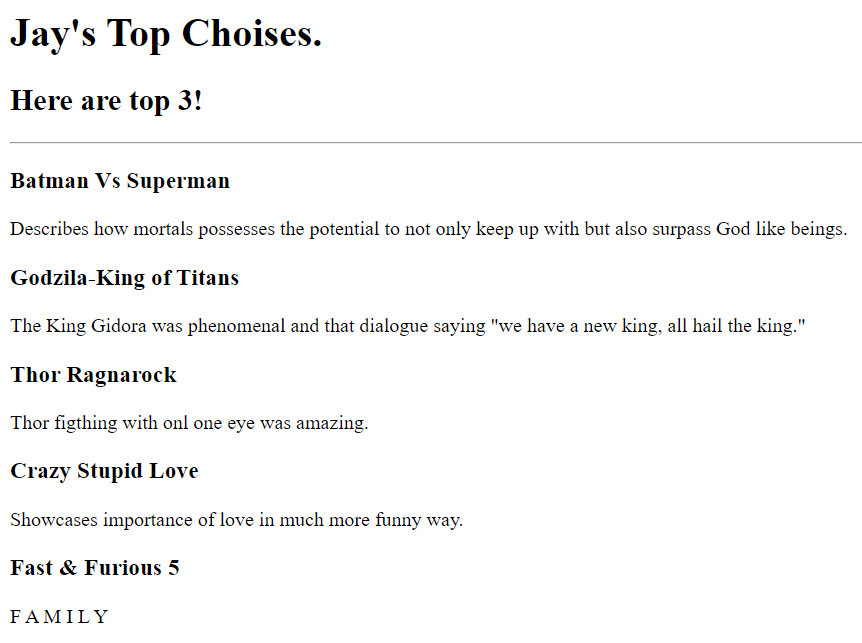 Jay's Top Choises.
Here are top 3!
Batman Vs Superman
Describes how mortals possesses the potential to not only keep up with but also surpass God like beings.
Godzila-King of Titans
The King Gidora was phenomenal and that dialogue saying "we have a new king, all hail the king."
Thor Ragnarock
Thor figthing with onl one eye was amazing.
Crazy Stupid Love
Showcases importance of love in much more funny way.
Fast & Furious 5
F A M I L Y